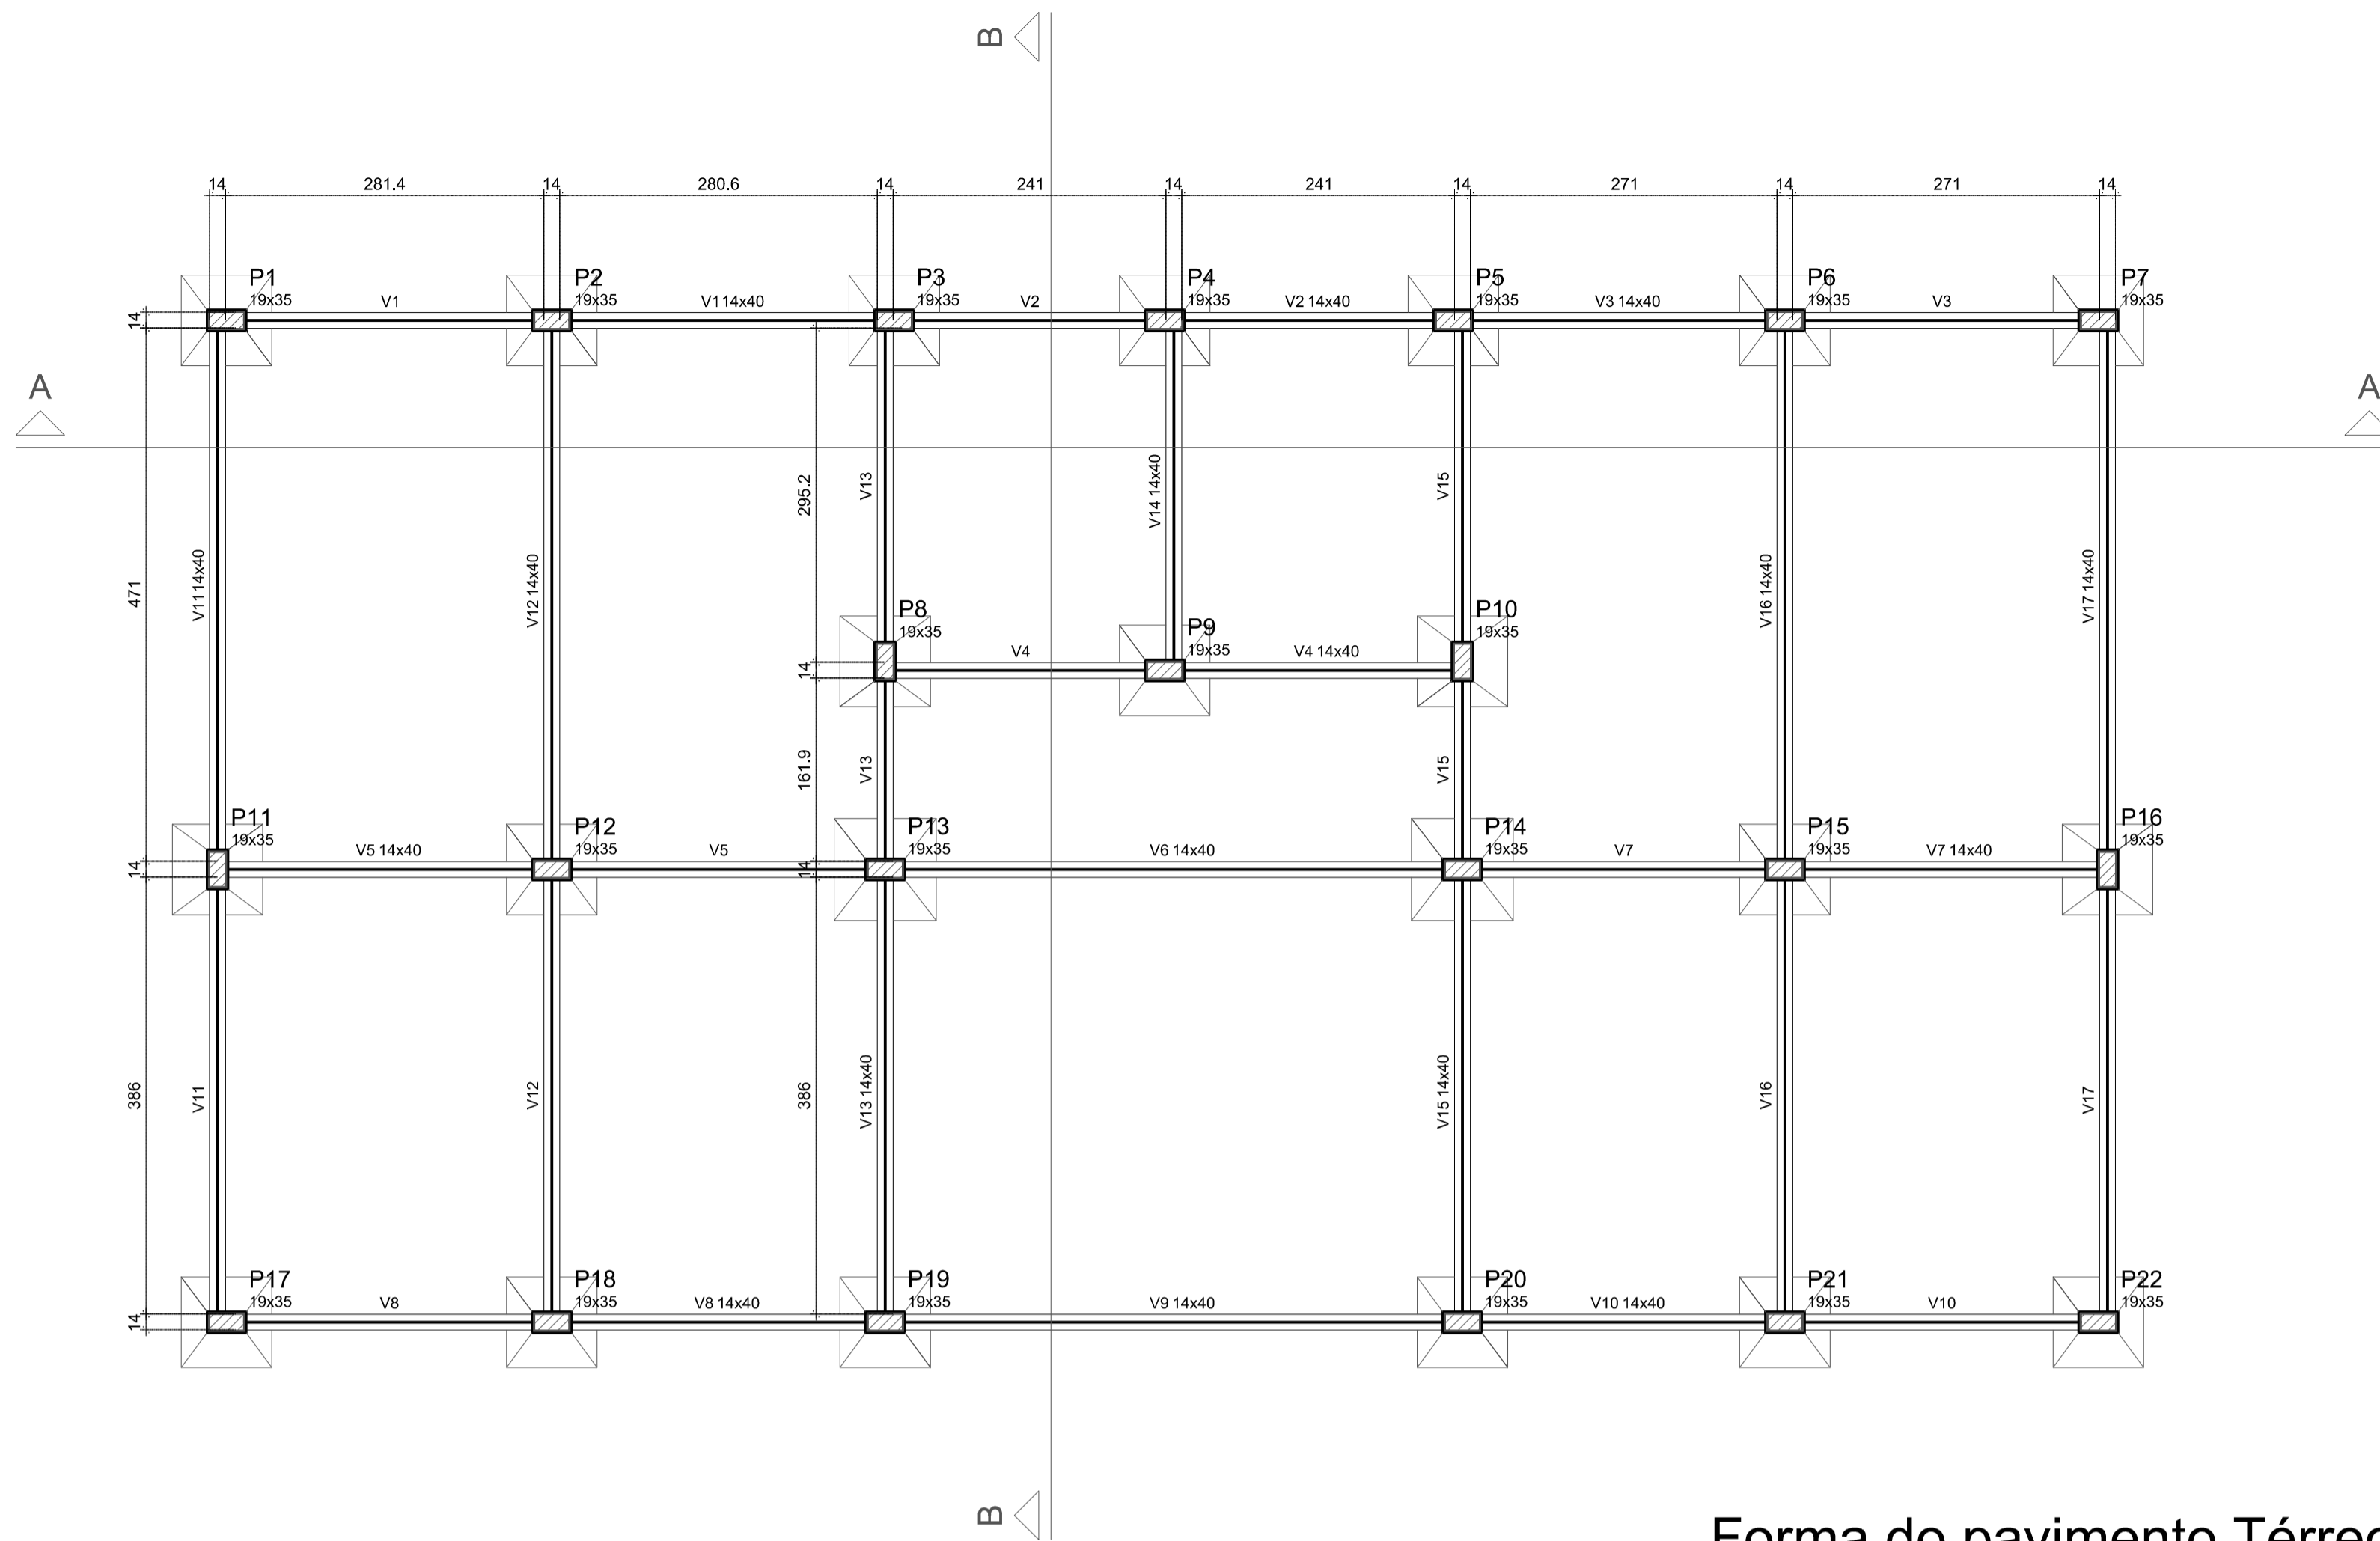 B
14 281.4 14 280.6 14 241 14 241 14 271 14 271 14
P1 P2 P3 P4 P5 P6 P7
19x35 19x35 19x35 19x35 19x35 19x35 19x35
V1 V1 14x40 V2 V2 14x40 V3 14x40 V3
14
A A
295.2 V13 V14 14x40 V15
471 V11 14x40 V12 14x40 V16 14x40 V17 14x40
P8 P9 P10
19x35 19x35 19x35
V4 V4 14x40
14
161.9 V13 V15
P11 P12 P13 P14 P15 P16
19x35 19x35 19x35 19x35 19x35 19x35
V5 14x40 V5 V6 14x40 V7 V7 14x40
14 14
386 V11 V12 386 V13 14x40 V15 14x40 V16 V17
P17 P18 P19 P20 P21 P22
19x35 19x35 19x35 19x35 19x35 19x35
V8 V8 14x40 V9 14x40 V10 14x40 V10
14
B
Forma do pavimento Térreo